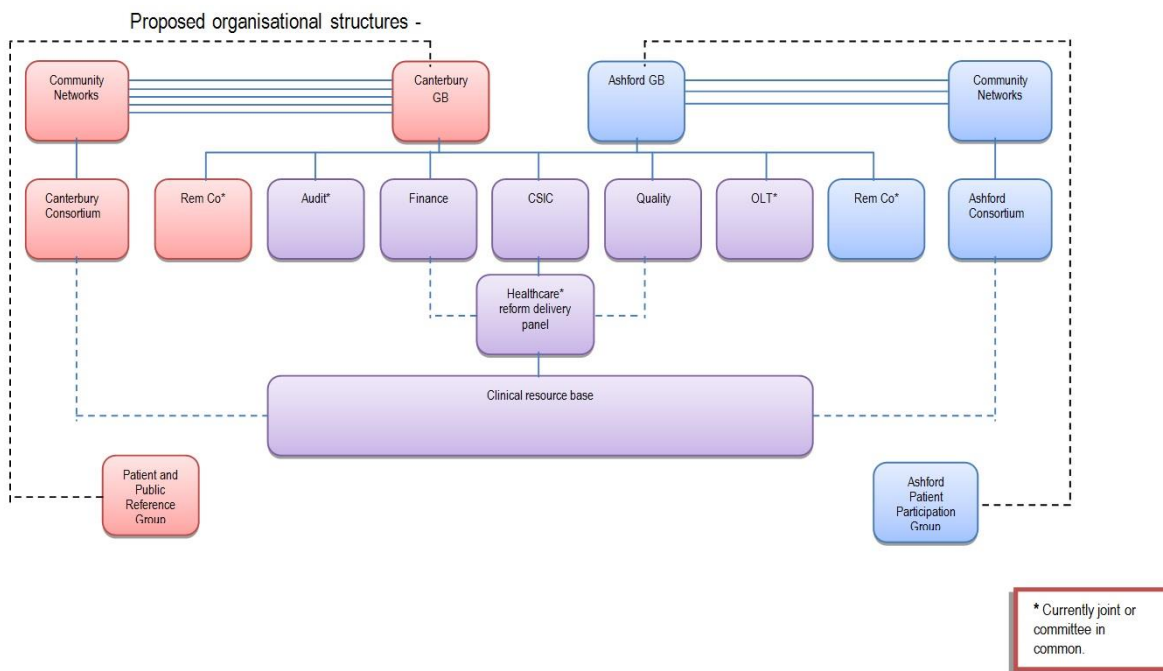 Proposed organisational structures -
Community
Networks
Canterbury
GB
Ashford GB
Community
Networks
Canterbury
Consortium
Rem Co*
Audit*
Finance
CSIC
Quality
OLT*
Rem Co*
Ashford
Consortium
Healthcare*
reform delivery
panel
Clinical resource base
Patient and
Public
Reference
Group
Ashford
Patient
Participation
Group
* Currently joint or
committee in
common.